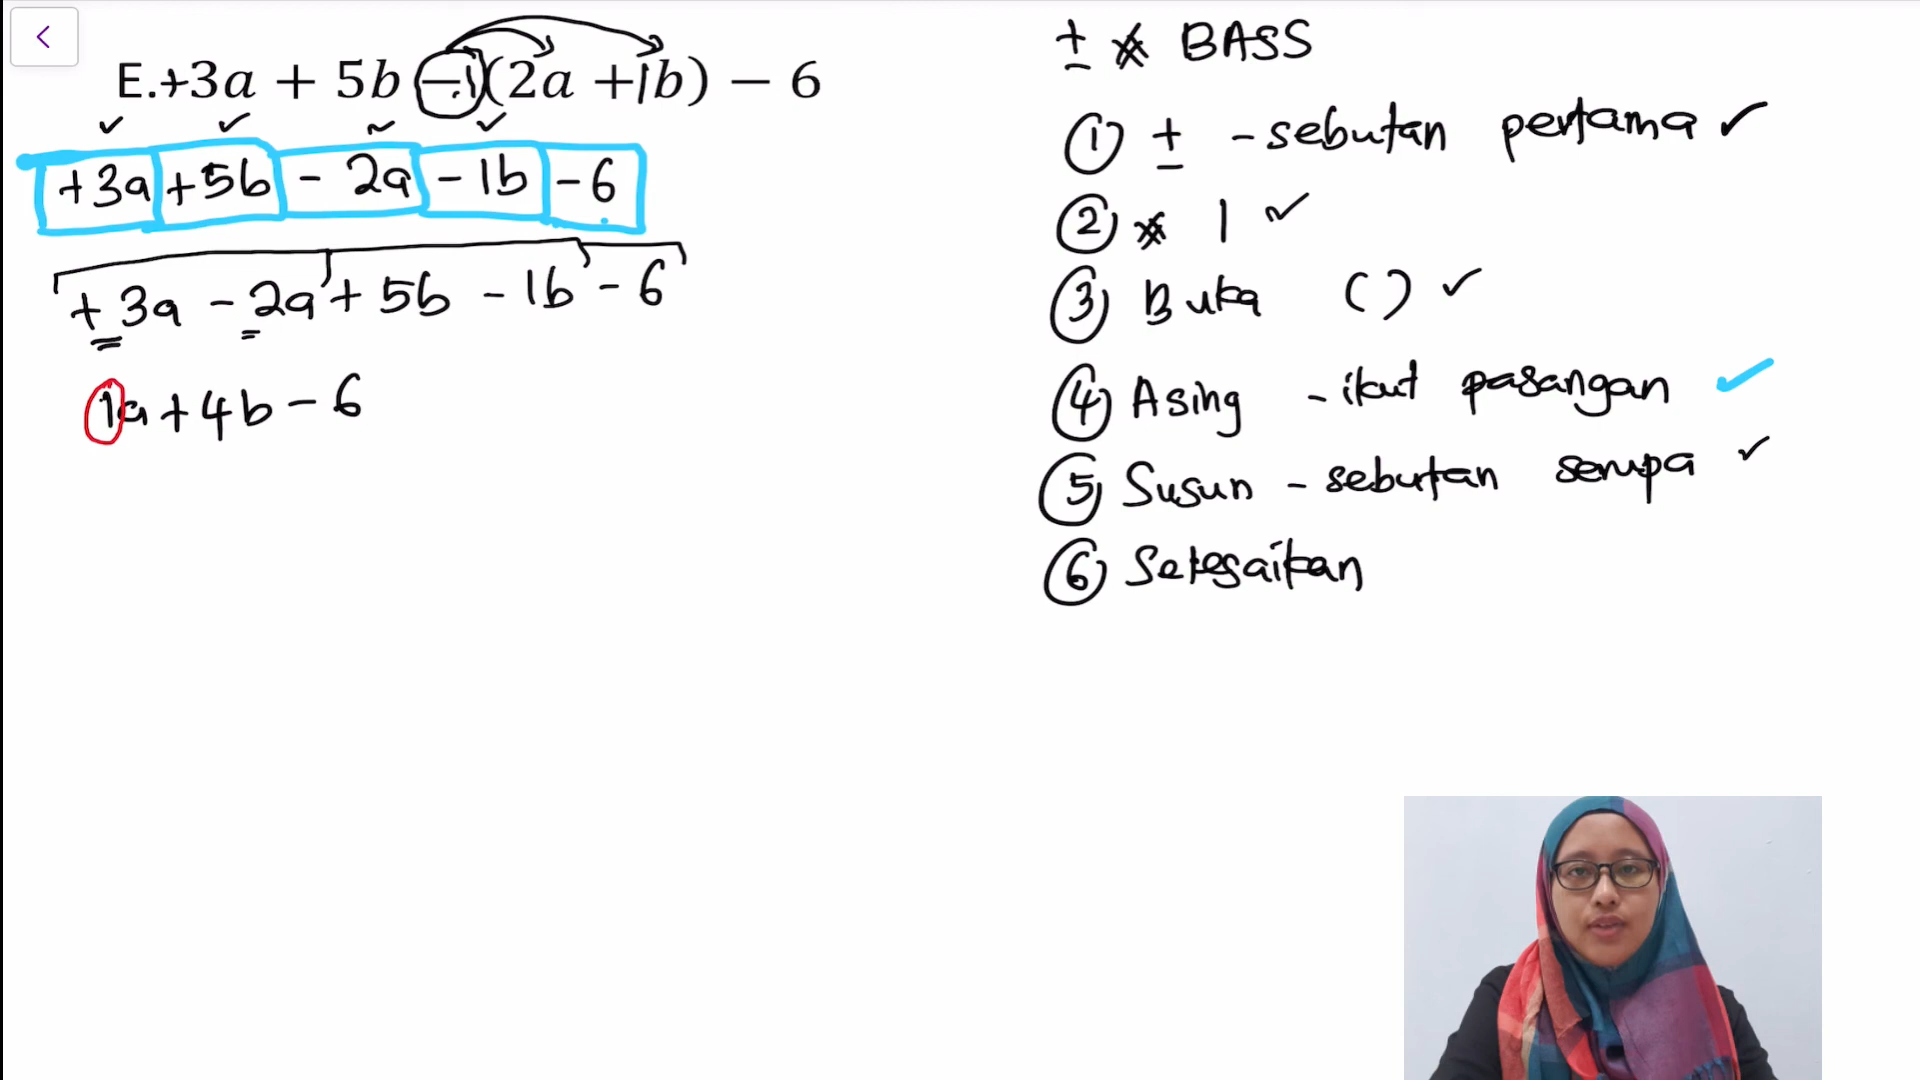 E.+3a + 5b −1(2a +1b) − 6
+3a +5b - 2a - 1b - 6
+3a - 2a + 5b - 1b - 6
1a + 4b - 6
± * BASS
① ± - sebutan pertama ✓
② * 1 ✓
③ Buka ( ) ✓
④ Asing - ikut pasangan ✓
⑤ Susun - sebutan serupa ✓
⑥ Selesaikan